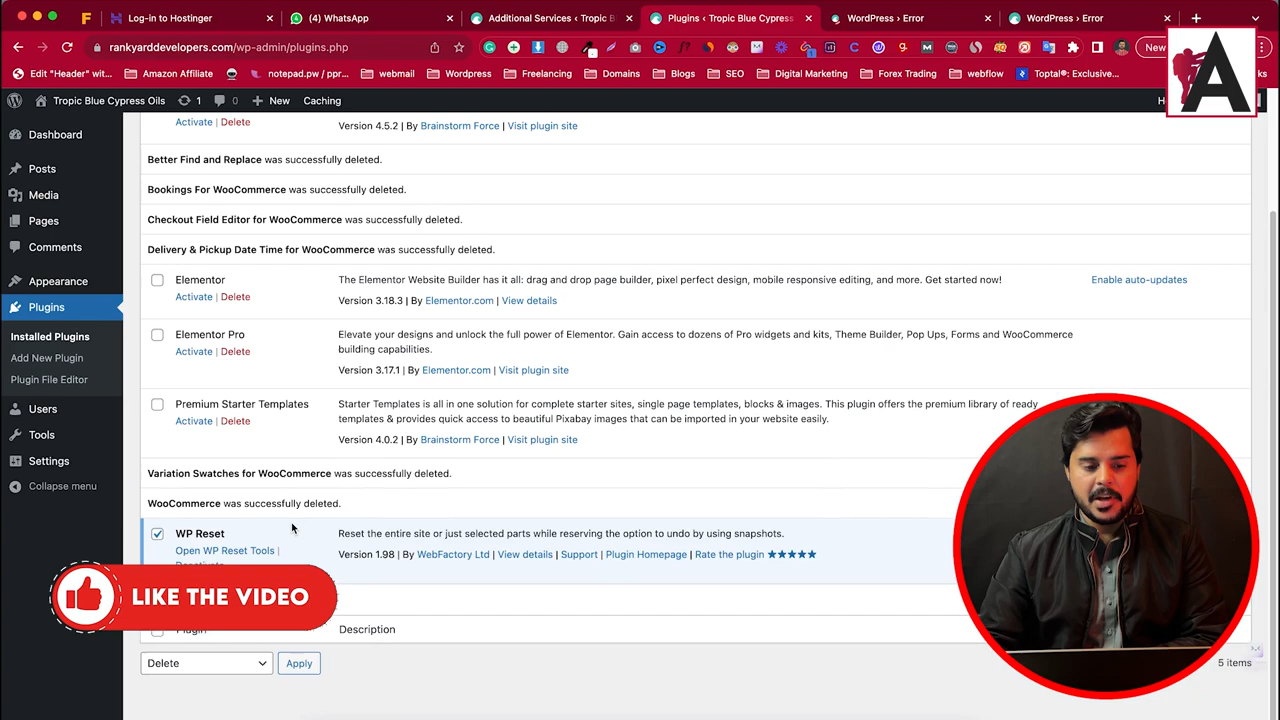 Log-in to Hostinger
(4) WhatsApp
Additional Services ‹ Tropic B
Plugins ‹ Tropic Blue Cypress
WordPress › Error
WordPress › Error
rankyarddevelopers.com/wp-admin/plugins.php
New
Edit "Header" wit...
Amazon Affiliate
notepad.pw / ppr...
webmail
Wordpress
Freelancing
Domains
Blogs
SEO
Digital Marketing
Forex Trading
webflow
Toptal®: Exclusive...
A
Tropic Blue Cypress Oils
1
0
New
Caching
Dashboard
Posts
Media
Pages
Comments
Appearance
Plugins
Installed Plugins
Add New Plugin
Plugin File Editor
Users
Tools
Settings
Collapse menu
Activate | Delete
Version 4.5.2 | By Brainstorm Force | Visit plugin site
Better Find and Replace was successfully deleted.
Bookings For WooCommerce was successfully deleted.
Checkout Field Editor for WooCommerce was successfully deleted.
Delivery & Pickup Date Time for WooCommerce was successfully deleted.
Elementor
Activate | Delete
The Elementor Website Builder has it all: drag and drop page builder, pixel perfect design, mobile responsive editing, and more. Get started now!
Version 3.18.3 | By Elementor.com | View details
Enable auto-updates
Elementor Pro
Activate | Delete
Elevate your designs and unlock the full power of Elementor. Gain access to dozens of Pro widgets and kits, Theme Builder, Pop Ups, Forms and WooCommerce
building capabilities.
Version 3.17.1 | By Elementor.com | Visit plugin site
Premium Starter Templates
Activate | Delete
Starter Templates is all in one solution for complete starter sites, single page templates, blocks & images. This plugin offers the premium library of ready
templates & provides quick access to beautiful Pixabay images that can be imported in your website easily.
Version 4.0.2 | By Brainstorm Force | Visit plugin site
Variation Swatches for WooCommerce was successfully deleted.
WooCommerce was successfully deleted.
WP Reset
Open WP Reset Tools |
Reset the entire site or just selected parts while reserving the option to undo by using snapshots.
Version 1.98 | By WebFactory Ltd | View details | Support | Plugin Homepage | Rate the plugin ★★★★★
LIKE THE VIDEO
Plugin
Description
Delete
Apply
5 items